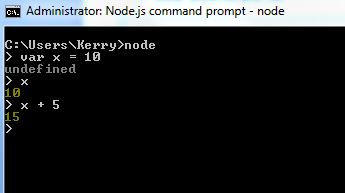 Administrator: Node.js command prompt - node
C:\Users\Kerry>node
> var x = 10
undefined
> x
10
> x + 5
15
>